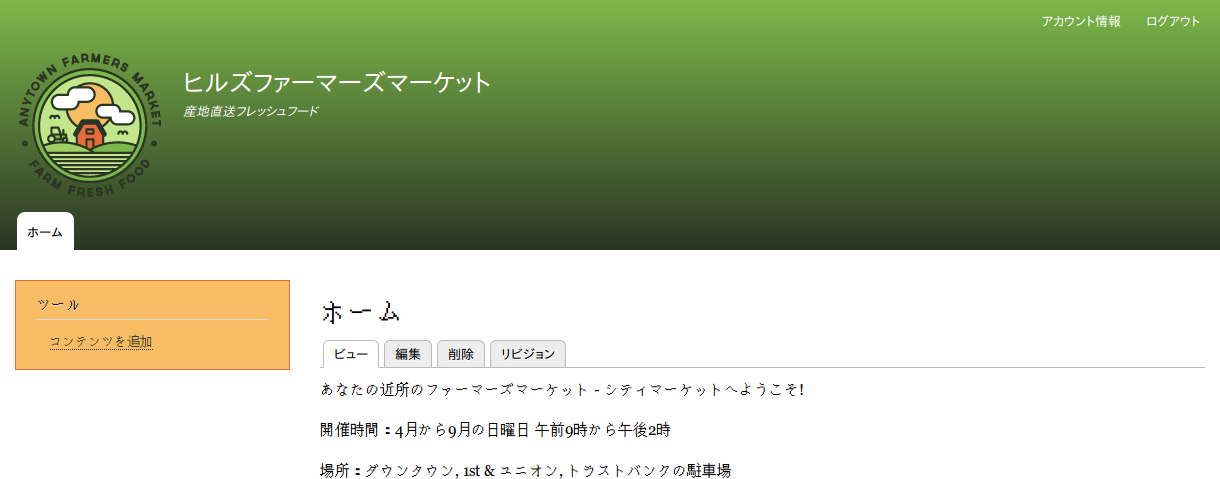 アカウント情報 ログアウト
ANYTOWN FARMERS MARKET
FARM FRESH FOOD
ヒルズファーマーズマーケット
産地直送フレッシュフード
ホーム
ツール
コンテンツを追加
ホーム
ビュー 編集 削除 リビジョン
あなたの近所のファーマーズマーケット - シティマーケットへようこそ!
開催時間：4月から9月の日曜日 午前9時から午後2時
場所：ダウンタウン, 1st & ユニオン, トラストバンクの駐車場